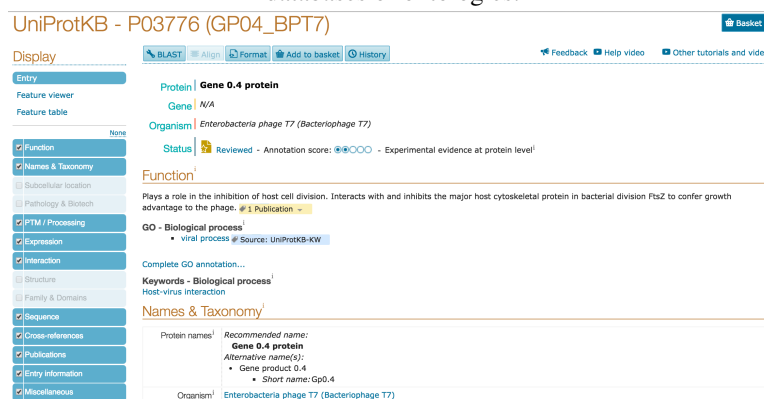 UniProtKB - P03776 (GP04_BPT7)
Basket
Display
BLAST Align Format Add to basket History
Feedback Help video Other tutorials and vide
Entry
Feature viewer
Feature table
None
Function
Names & Taxonomy
Subcellular location
Pathology & Biotech
PTM / Processing
Expression
Interaction
Structure
Family & Domains
Sequence
Cross-references
Publications
Entry information
Miscellaneous
Protein Gene 0.4 protein
Gene N/A
Organism Enterobacteria phage T7 (Bacteriophage T7)
Status Reviewed - Annotation score: - Experimental evidence at protein level i
Function i
Plays a role in the inhibition of host cell division. Interacts with and inhibits the major host cytoskeletal protein in bacterial division FtsZ to confer growth
advantage to the phage. 1 Publication
GO - Biological process i
viral process Source: UniProtKB-KW
Complete GO annotation...
Keywords - Biological process i
Host-virus interaction
Names & Taxonomy i
Protein names i Recommended name:
Gene 0.4 protein
Alternative name(s):
Gene product 0.4
Short name: Gp0.4
Organism i Enterobacteria phage T7 (Bacteriophage T7)